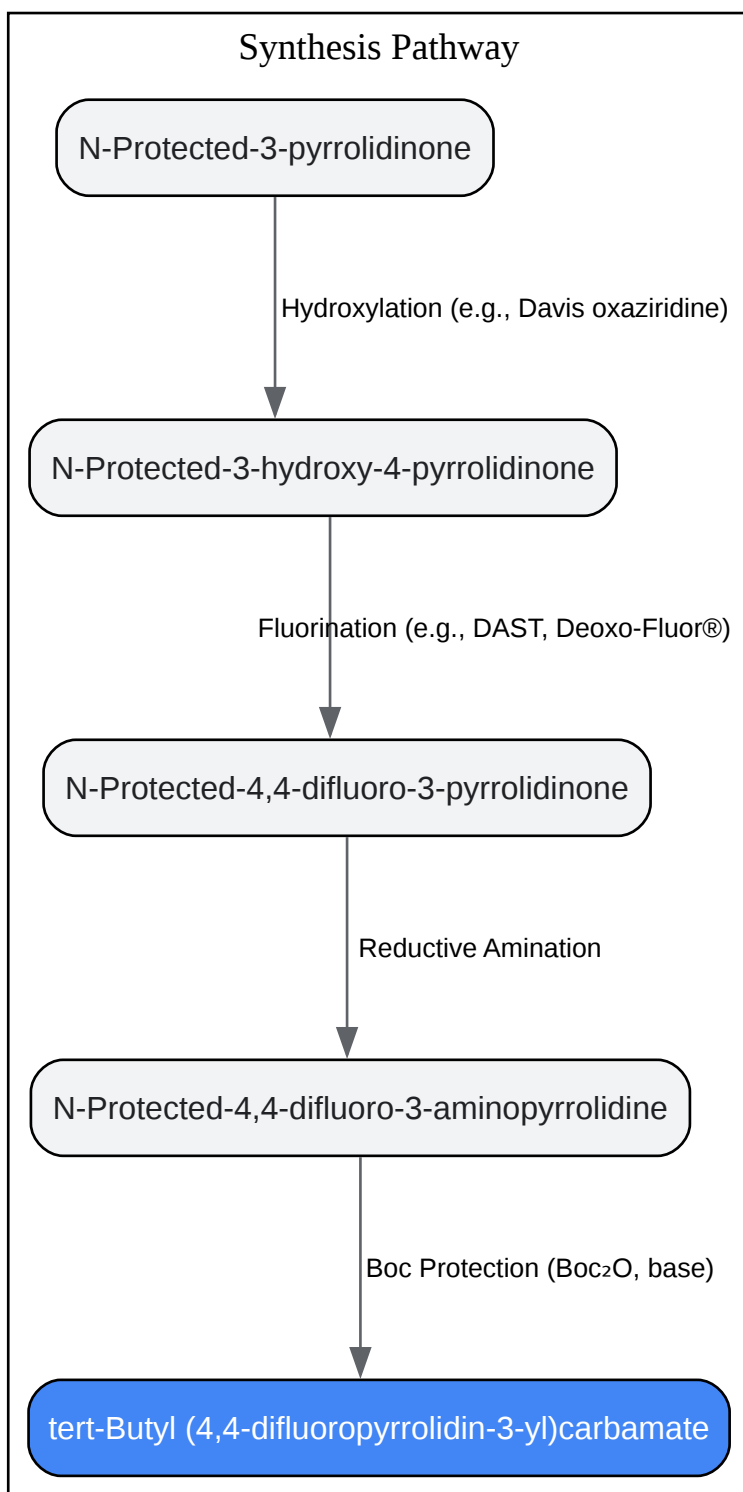 Synthesis Pathway
N-Protected-3-pyrrolidinone
Hydroxylation (e.g., Davis oxaziridine)
N-Protected-3-hydroxy-4-pyrrolidinone
Fluorination (e.g., DAST, Deoxo-Fluor®)
N-Protected-4,4-difluoro-3-pyrrolidinone
Reductive Amination
N-Protected-4,4-difluoro-3-aminopyrrolidine
Boc Protection (Boc₂O, base)
tert-Butyl (4,4-difluoropyrrolidin-3-yl)carbamate